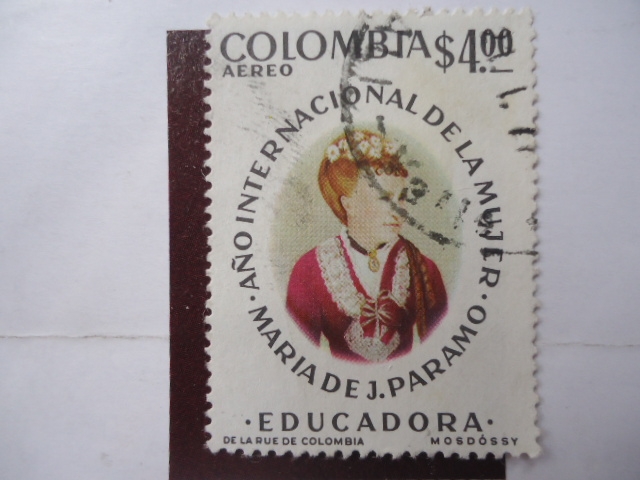 COLOMBIA $4.00
AEREO
· AÑO INTERNACIONAL DE LA MUJER ·
MARIA DE J. PARAMO
· EDUCADORA ·
DE LA RUE DE COLOMBIA MOSDÓSSY